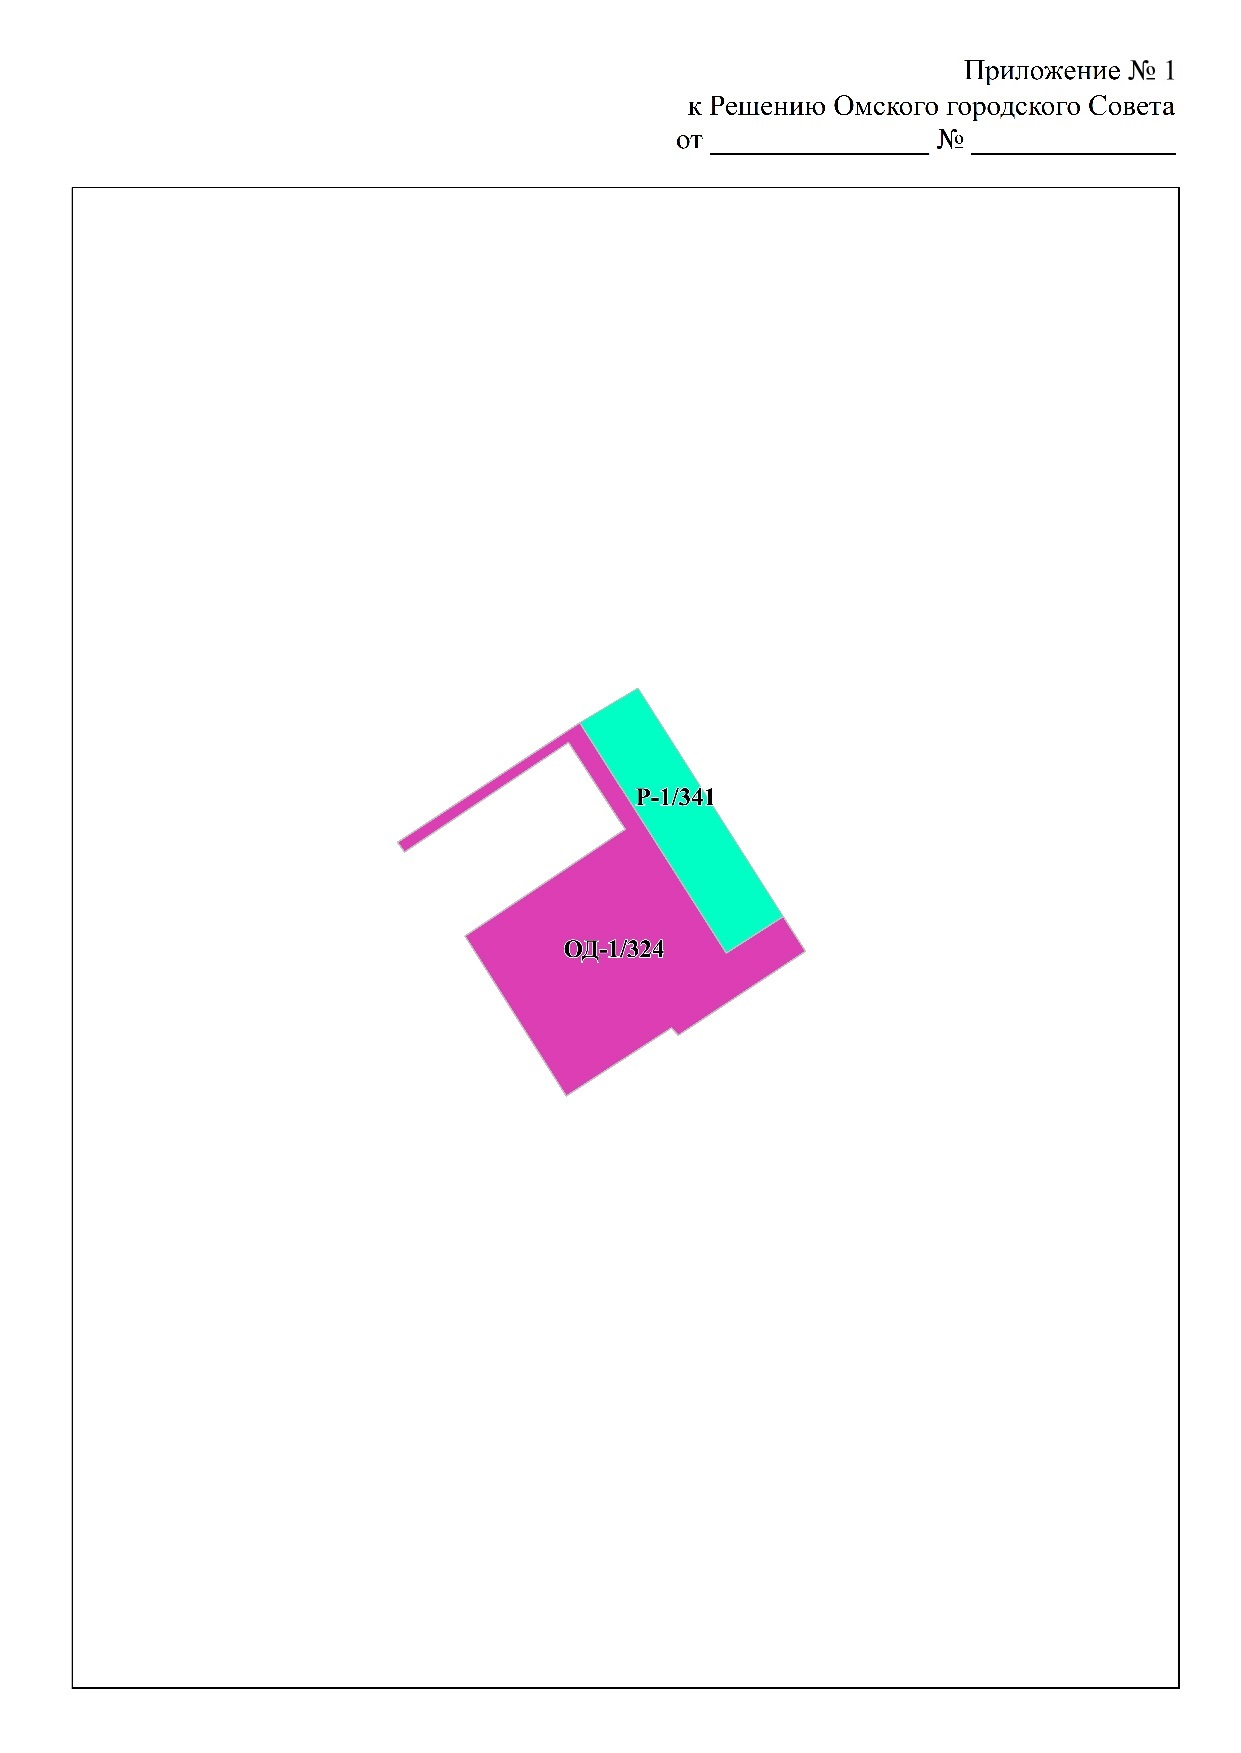 Приложение № 1
к Решению Омского городского Совета
от ________________ № _______________
Р-1/341
ОД-1/324